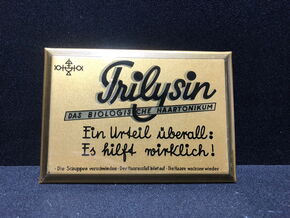 Trilysin
DAS BIOLOGISCHE HAARTONIKUM
Ein Urteil überall:
Es hilft wirklich!
· Die Schuppen verschwinden · Der Haarausfall hört auf · Die Haare wachsen wieder ·